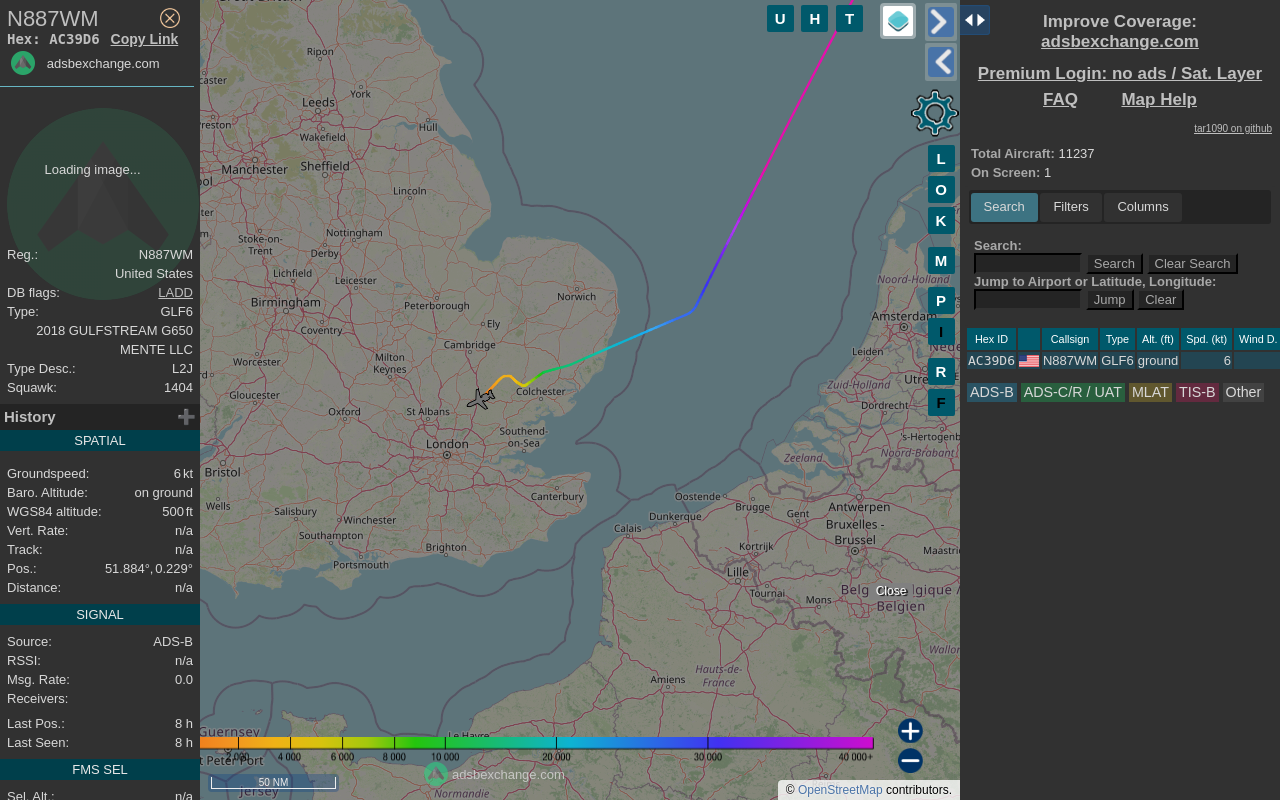 N887WM
Hex: AC39D6 Copy Link
adsbexchange.com
Loading image...
Reg.: N887WM
United States
DB flags: LADD
Type: GLF6
2018 GULFSTREAM G650
MENTE LLC
Type Desc.: L2J
Squawk: 1404
History
SPATIAL
Groundspeed: 6 kt
Baro. Altitude: on ground
WGS84 altitude: 500 ft
Vert. Rate: n/a
Track: n/a
Pos.: 51.884°, 0.229°
Distance: n/a
SIGNAL
Source: ADS-B
RSSI: n/a
Msg. Rate: 0.0
Receivers:
Last Pos.: 8 h
Last Seen: 8 h
FMS SEL
Sel. Alt.: n/a
Ripon
York
Leeds
Preston
Hull
Wakefield
Manchester
Sheffield
Lincoln
Stoke-on-
Trent
Nottingham
Derby
Lichfield
Leicester
Norwich
Birmingham
Peterborough
Coventry
Ely
Cambridge
Worcester
Milton
Keynes
Colchester
Gloucester
Oxford
St Albans
London
Southend-
on-Sea
Bristol
Canterbury
Wells
Salisbury
Winchester
Southampton
Brighton
Portsmouth
Calais
Dunkerque
Oostende
Brugge
Gent
Antwerpen
Bruxelles -
Brussel
Kortrijk
Lille
Tournai
Mons
Belgien
Close
Hauts-de-
France
Amiens
Guernsey
Jersey
Le Havre
Normandie
Noord-Holland
Amsterdam
Leiden
Zuid-Holland
Dordrecht
's-Hertogenb
Noord-Brabant
Zeeland
Maastri
Wallon
U H T
L
O
K
M
P
I
R
F
2 000 4 000 6 000 8 000 10 000 20 000 30 000 40 000+
50 NM
adsbexchange.com
© OpenStreetMap contributors.
Improve Coverage:
adsbexchange.com
Premium Login: no ads / Sat. Layer
FAQ Map Help
tar1090 on github
Total Aircraft: 11237
On Screen: 1
Search Filters Columns
Search:
Search Clear Search
Jump to Airport or Latitude, Longitude:
Jump Clear
Hex ID Callsign Type Alt. (ft) Spd. (kt) Wind D.
AC39D6 N887WM GLF6 ground 6
ADS-B ADS-C/R / UAT MLAT TIS-B Other